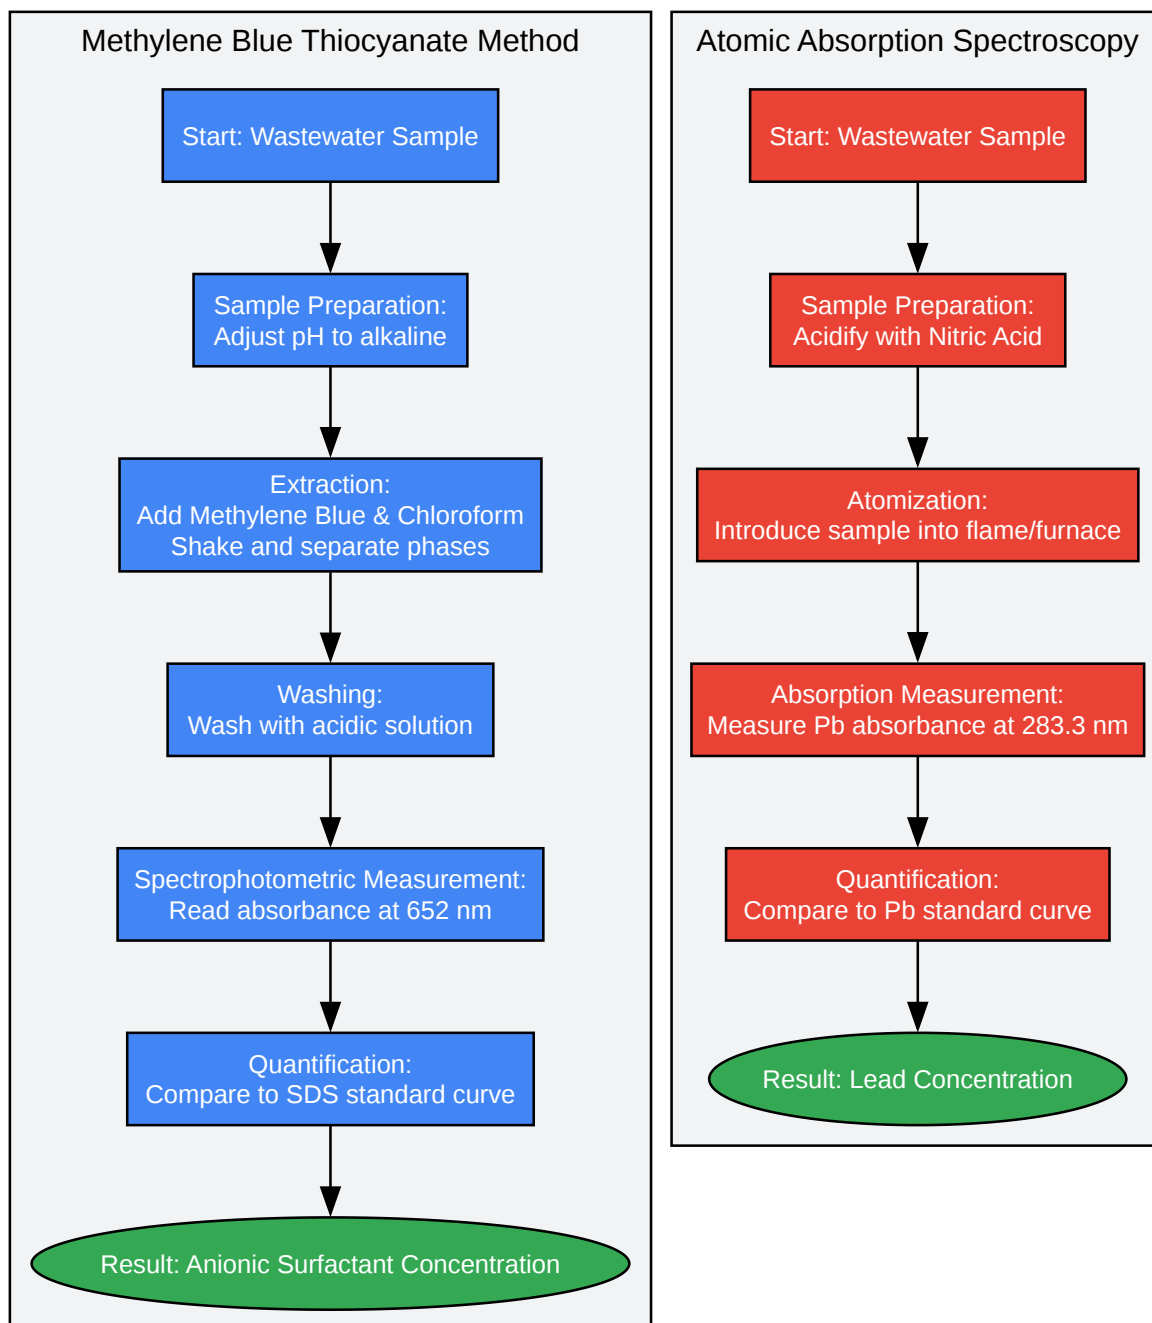 Methylene Blue Thiocyanate Method
Start: Wastewater Sample
Sample Preparation:
Adjust pH to alkaline
Extraction:
Add Methylene Blue & Chloroform
Shake and separate phases
Washing:
Wash with acidic solution
Spectrophotometric Measurement:
Read absorbance at 652 nm
Quantification:
Compare to SDS standard curve
Result: Anionic Surfactant Concentration
Atomic Absorption Spectroscopy
Start: Wastewater Sample
Sample Preparation:
Acidify with Nitric Acid
Atomization:
Introduce sample into flame/furnace
Absorption Measurement:
Measure Pb absorbance at 283.3 nm
Quantification:
Compare to Pb standard curve
Result: Lead Concentration